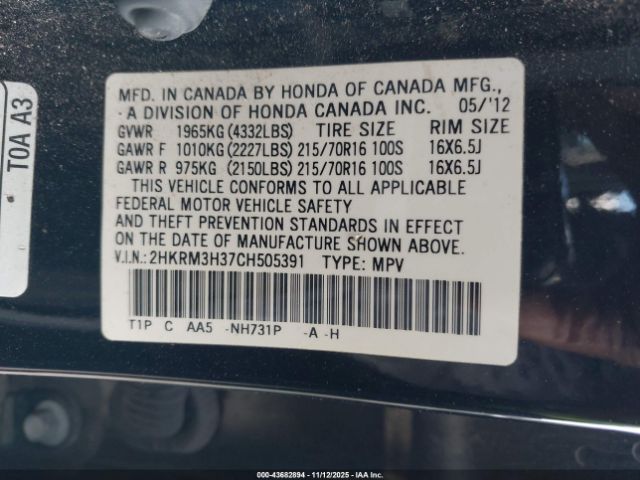 MFD. IN CANADA BY HONDA OF CANADA MFG.,
A DIVISION OF HONDA CANADA INC. 05/'12
GVWR 1965KG (4332LBS) TIRE SIZE RIM SIZE
GAWR F 1010KG (2227LBS) 215/70R16 100S 16X6.5J
GAWR R 975KG (2150LBS) 215/70R16 100S 16X6.5J
THIS VEHICLE CONFORMS TO ALL APPLICABLE
FEDERAL MOTOR VEHICLE SAFETY
AND THEFT PREVENTION STANDARDS IN EFFECT
ON THE DATE OF MANUFACTURE SHOWN ABOVE.
V.I.N.: 2HKRM3H37CH505391 TYPE: MPV
T1P C AA5 -NH731P -A -H
T0A A3
000-43682894 | 11/12/2025 | IAA Inc.